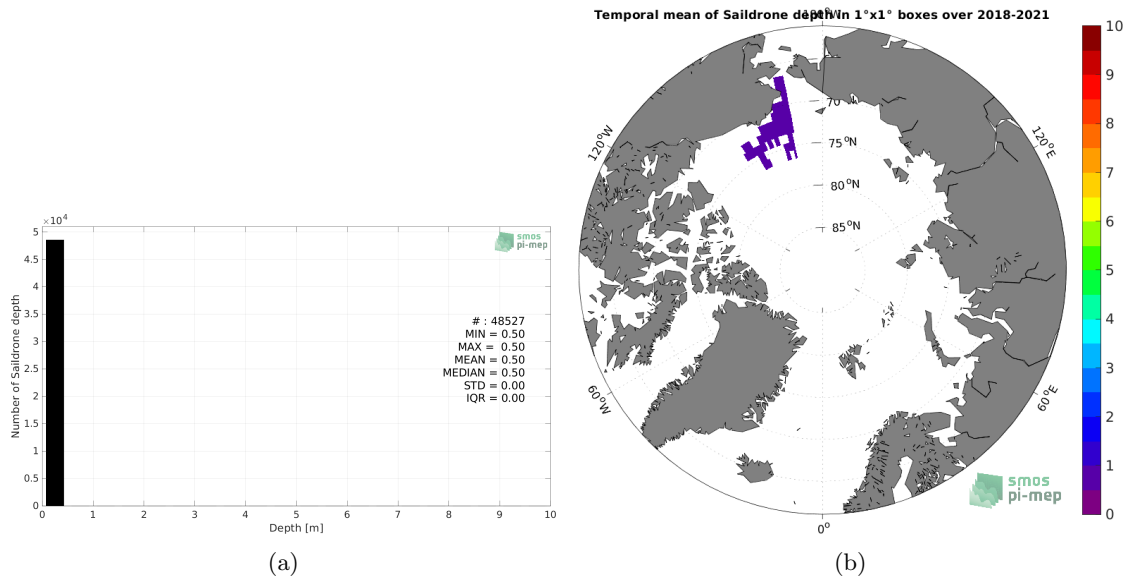 Temporal mean of Saildrone depth in 1°x1° boxes over 2018-2021
×10⁴
5
4.5
4
3.5
3
2.5
2
1.5
1
0.5
0
Number of Saildrone depth
smos
pi-mep
# : 48527
MIN = 0.50
MAX = 0.50
MEAN = 0.50
MEDIAN = 0.50
STD = 0.00
IQR = 0.00
0 1 2 3 4 5 6 7 8 9 10
Depth [m]
(a)
180°W
120°W
120°E
70°N
75°N
80°N
85°N
60°W
60°E
0°
smos
pi-mep
10
9
8
7
6
5
4
3
2
1
0
(b)